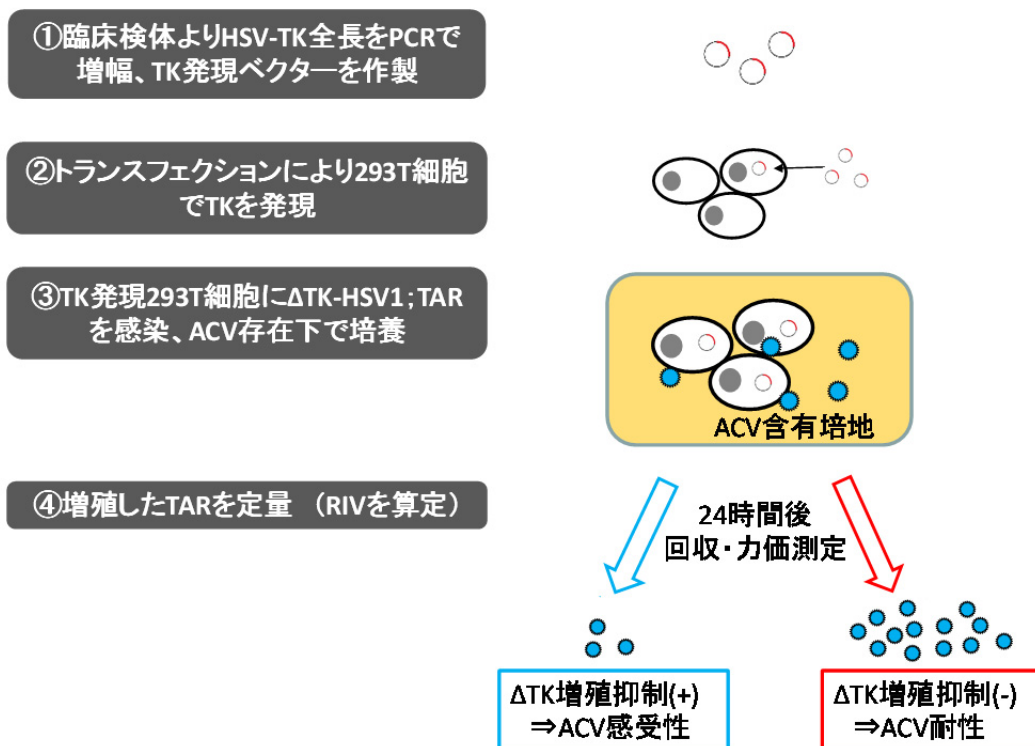 ①臨床検体よりHSV-TK全長をPCRで
増幅、TK発現ベクターを作製
②トランスフェクションにより293T細胞
でTKを発現
③TK発現293T細胞にΔTK-HSV1;TAR
を感染、ACV存在下で培養
ACV含有培地
④増殖したTARを定量 (RIVを算定)
24時間後
回収・力価測定
ΔTK増殖抑制(+)
⇒ACV感受性
ΔTK増殖抑制(-)
⇒ACV耐性